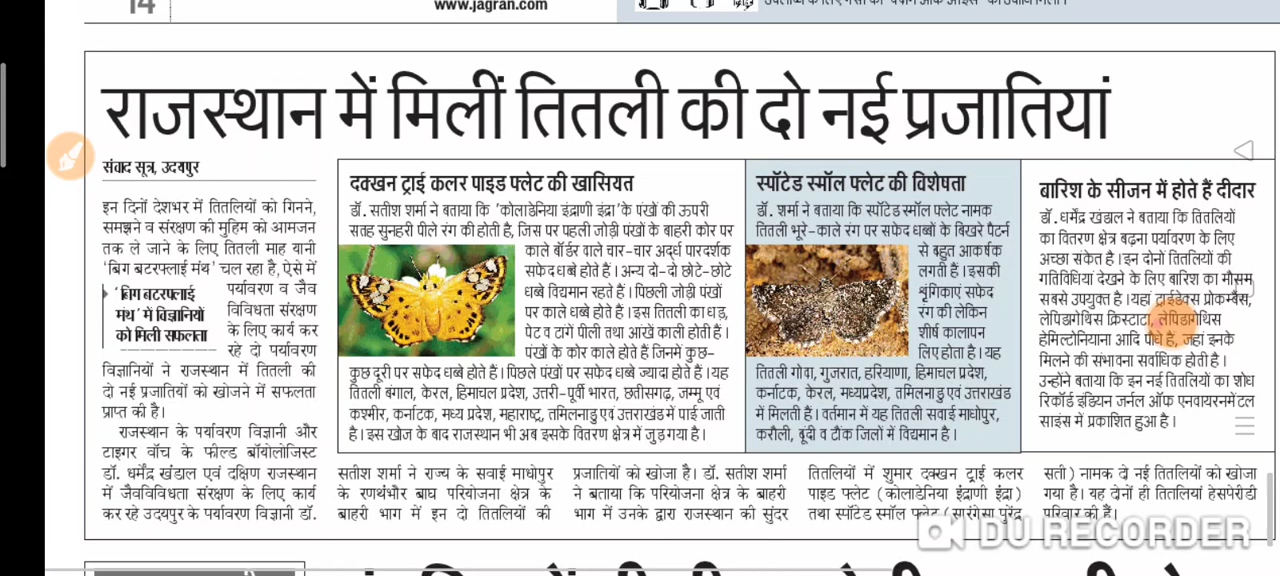 14
www.jagran.com
राजस्थान में मिलीं तितली की दो नई प्रजातियां
संवाद सूत्र, उदयपुर
इन दिनों देशभर में तितलियों को गिनने,
समझने व संरक्षण की मुहिम को आमजन
तक ले जाने के लिए तितली माह यानी
'बिग बटरफ्लाई मंथ' चल रहा है, ऐसे में
पर्यावरण व जैव
विविधता संरक्षण
के लिए कार्य कर
रहे दो पर्यावरण
'बिग बटरफ्लाई
मंथ' में विज्ञानियों
को मिली सफलता
विज्ञानियों ने राजस्थान में तितली की
दो नई प्रजातियों को खोजने में सफलता
प्राप्त की है।
राजस्थान के पर्यावरण विज्ञानी और
टाइगर वॉच के फील्ड बॉयोलोजिस्ट
डॉ. धर्मेंद्र खंडाल एवं दक्षिण राजस्थान
में जैवविविधता संरक्षण के लिए कार्य
कर रहे उदयपुर के पर्यावरण विज्ञानी डॉ.
दक्खन ट्राई कलर पाइड फ्लेट की खासियत
डॉ. सतीश शर्मा ने बताया कि 'कोलाडेनिया इंद्राणी इंद्रा' के पंखों की ऊपरी
सतह सुनहरी पीले रंग की होती है, जिस पर पहली जोड़ी पंखों के बाहरी कोर पर
काले बॉर्डर वाले चार-चार अर्द्ध पारदर्शक
सफेद धब्बे होते हैं। अन्य दो-दो छोटे-छोटे
धब्बे विद्यमान रहते हैं। पिछली जोड़ी पंखों
पर काले धब्बे होते हैं। इस तितली का धड़,
पेट व टांगें पीली तथा आंखें काली होती हैं।
पंखों के कोर काले होते हैं जिनमें कुछ-
कुछ दूरी पर सफेद धब्बे होते हैं। पिछले पंखों पर सफेद धब्बे ज्यादा होते हैं। यह
तितली बंगाल, केरल, हिमाचल प्रदेश, उत्तरी-पूर्वी भारत, छत्तीसगढ़, जम्मू एवं
कश्मीर, कर्नाटक, मध्य प्रदेश, महाराष्ट्र, तमिलनाडु एवं उत्तराखंड में पाई जाती
है। इस खोज के बाद राजस्थान भी अब इसके वितरण क्षेत्र में जुड़ गया है।
स्पॉटेड स्मॉल फ्लेट की विशेषता
डॉ. शर्मा ने बताया कि स्पॉटेड स्मॉल फ्लेट नामक
तितली भूरे-काले रंग पर सफेद धब्बों के बिखरे पैटर्न
से बहुत आकर्षक
लगती हैं। इसकी
श्रृंगिकाएं सफेद
रंग की लेकिन
शीर्ष कालापन
लिए होता है। यह
तितली गोवा, गुजरात, हरियाणा, हिमाचल प्रदेश,
कर्नाटक, केरल, मध्यप्रदेश, तमिलनाडु एवं उत्तराखंड
में मिलती हैं। वर्तमान में यह तितली सवाई माधोपुर,
करौली, बूंदी व टौंक जिलों में विद्यमान है।
बारिश के सीजन में होते हैं दीदार
डॉ. धर्मेंद्र खंडाल ने बताया कि तितलियों
का वितरण क्षेत्र बढ़ना पर्यावरण के लिए
अच्छा संकेत है। इन दोनों तितलियों की
गतिविधियां देखने के लिए बारिश का मौसम
सबसे उपयुक्त है। यहां ट्राईडेक्स प्रोकम्बैंस,
लेपिडागेथिस क्रिस्टाटा, लेपिडागेथिस
हेमिल्टोनियाना आदि पौधे हैं, जहां इनके
मिलने की संभावना सर्वाधिक होती है।
उन्होंने बताया कि इन नई तितलियों का शोध
रिकॉर्ड इंडियन जर्नल ऑफ एनवायरनमेंटल
साइंस में प्रकाशित हुआ है।
सतीश शर्मा ने राज्य के सवाई माधोपुर
के रणथंभौर बाघ परियोजना क्षेत्र के
बाहरी भाग में इन दो तितलियों की
प्रजातियों को खोजा है। डॉ. सतीश शर्मा
ने बताया कि परियोजना क्षेत्र के बाहरी
भाग में उनके द्वारा राजस्थान की सुंदर
तितलियों में शुमार दक्खन ट्राई कलर
पाइड फ्लेट (कोलाडेनिया इंद्राणी इंद्रा)
तथा स्पॉटेड स्मॉल फ्लेट (सारंगेसा पुरेंद्र
सती) नामक दो नई तितलियों को खोजा
गया है। यह दोनों ही तितलियां हेसपेरीडी
परिवार की हैं।
DU RECORDER